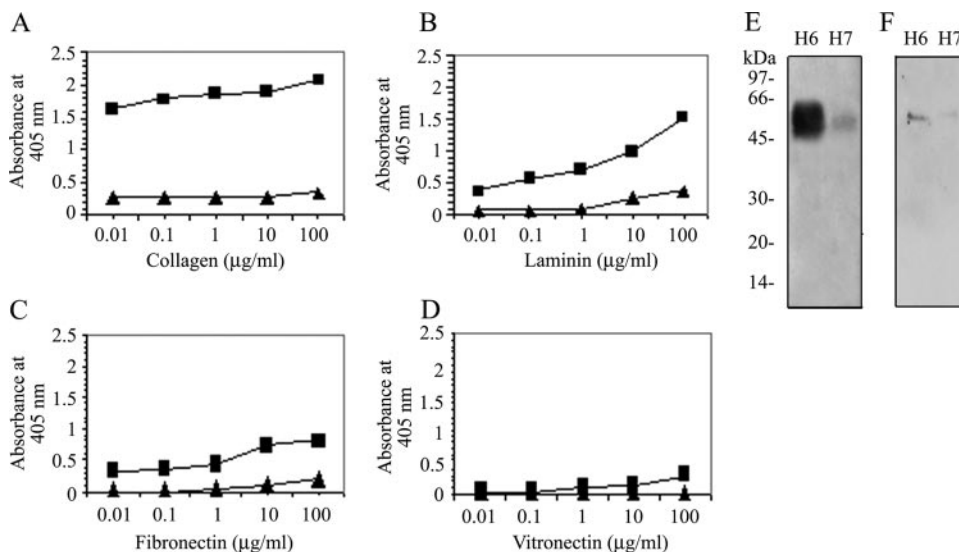 A
2.5
2
1.5
1
0.5
0
Absorbance at
405 nm
0.01 0.1 1 10 100
Collagen (µg/ml)
B
2.5
2
1.5
1
0.5
0
Absorbance at
405 nm
0.01 0.1 1 10 100
Laminin (µg/ml)
C
2.5
2
1.5
1
0.5
0
Absorbance at
405 nm
0.01 0.1 1 10 100
Fibronectin (µg/ml)
D
2.5
2
1.5
1
0.5
0
Absorbance at
405 nm
0.01 0.1 1 10 100
Vitronectin (µg/ml)
E
H6 H7
kDa
97-
66-
45-
30-
20-
14-
F
H6 H7